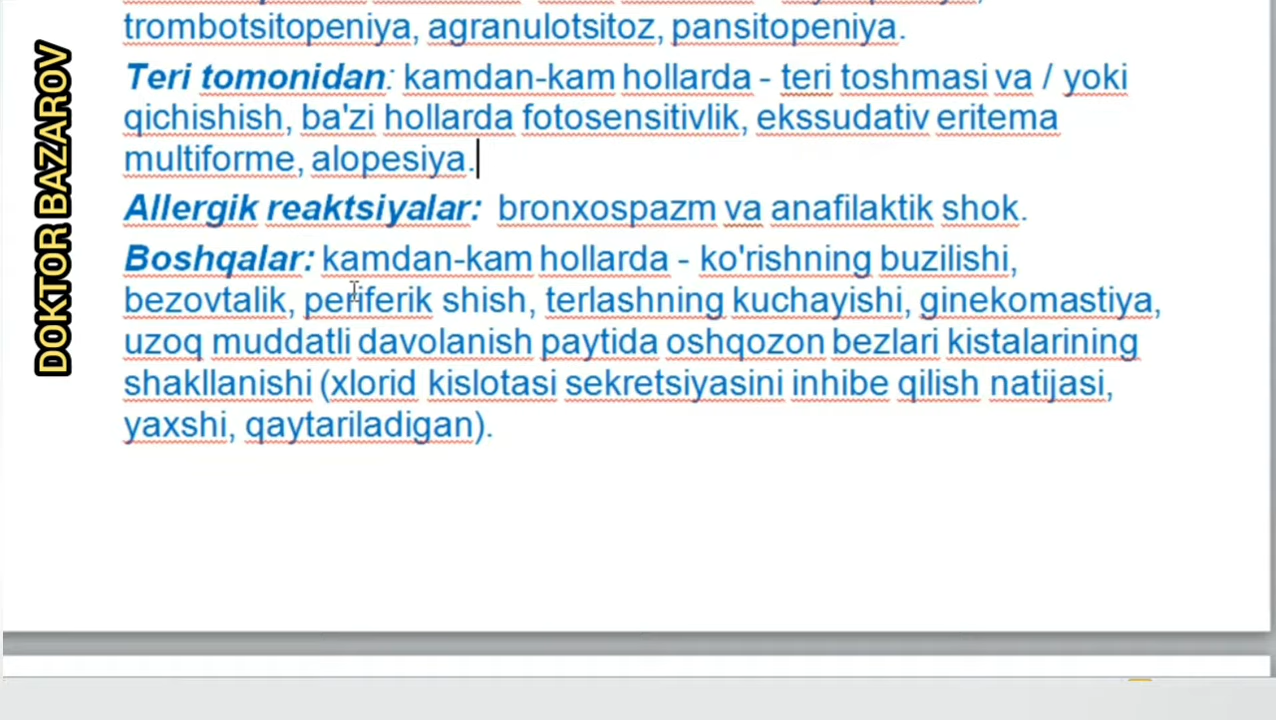 trombotsitopeniya, agranulotsitoz, pansitopeniya.
Teri tomonidan: kamdan-kam hollarda - teri toshmasi va / yoki
qichishish, ba'zi hollarda fotosensitivlik, ekssudativ eritema
multiforme, alopesiya.
Allergik reaktsiyalar: bronxospazm va anafilaktik shok.
Boshqalar: kamdan-kam hollarda - ko'rishning buzilishi,
bezovtalik, periferik shish, terlashning kuchayishi, ginekomastiya,
uzoq muddatli davolanish paytida oshqozon bezlari kistalarining
shakllanishi (xlorid kislotasi sekretsiyasini inhibe qilish natijasi,
yaxshi, qaytariladigan).
DOKTOR BAZAROV